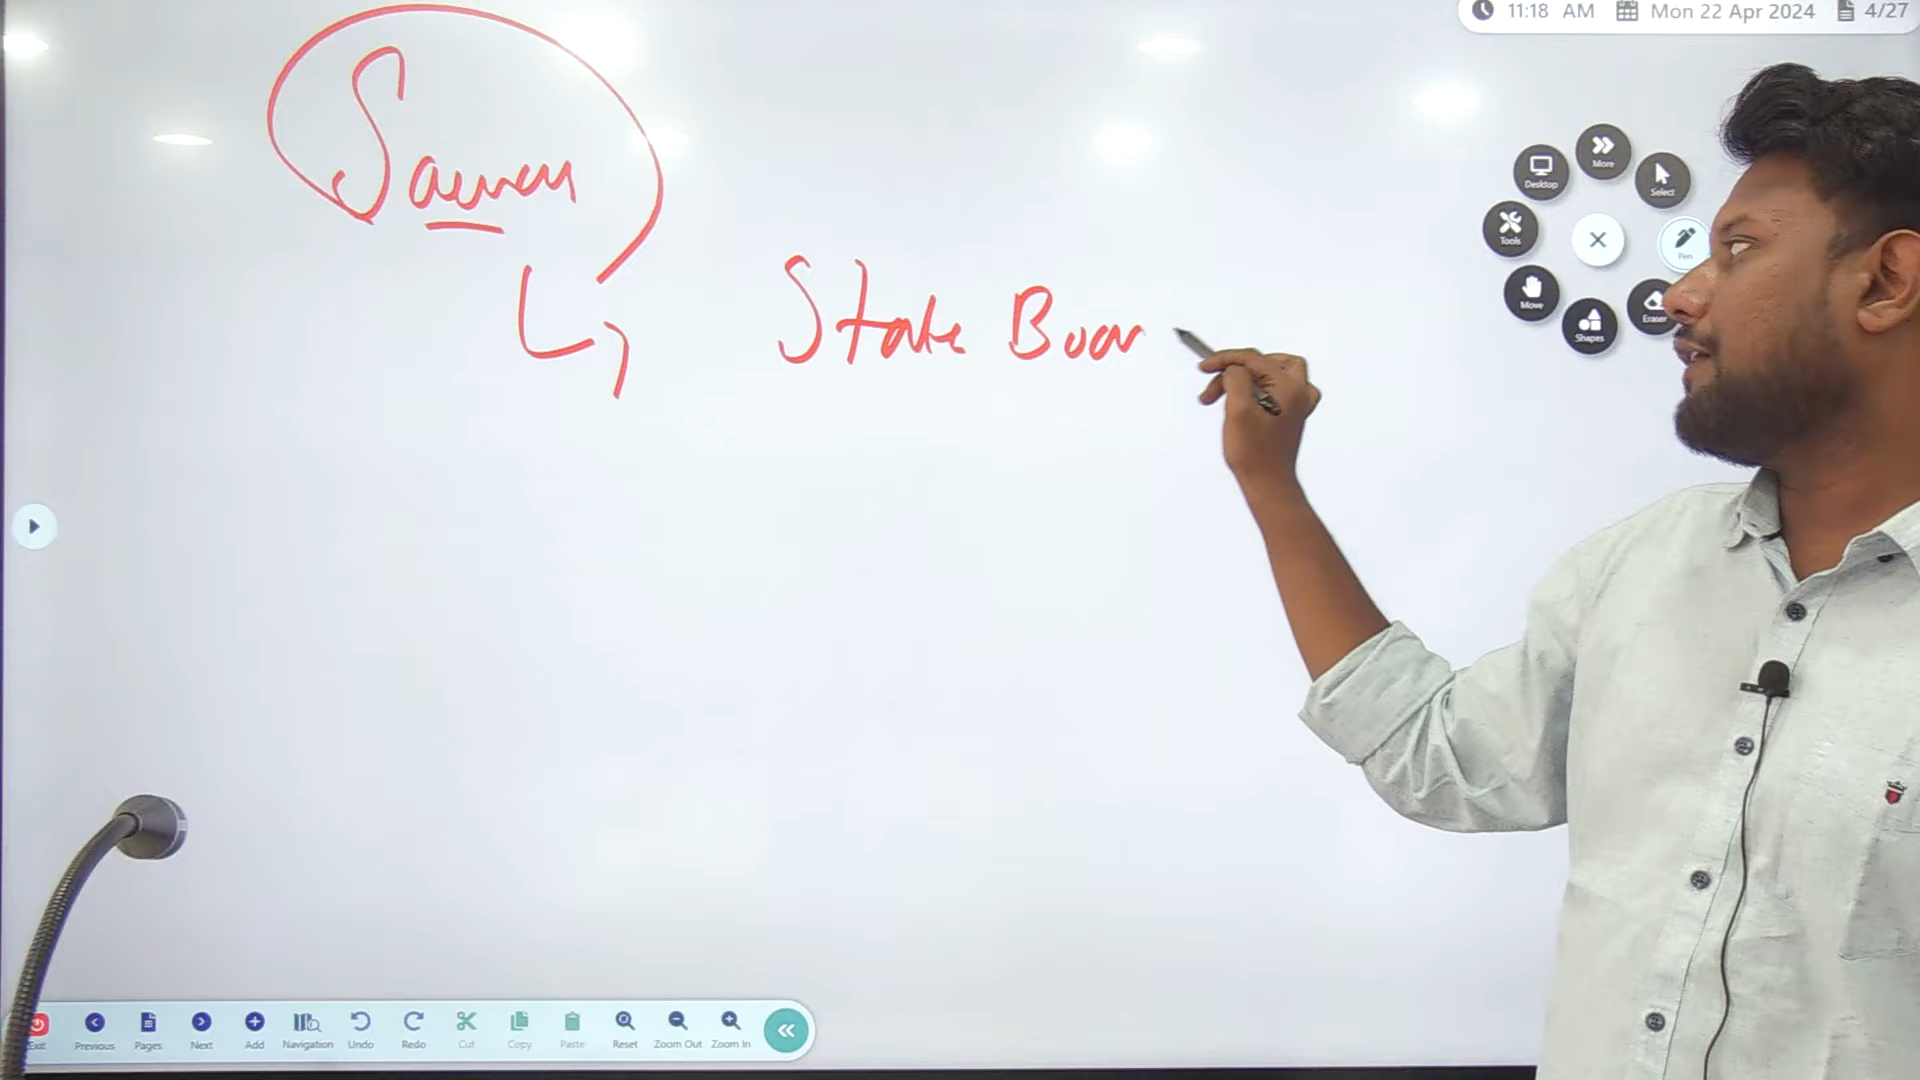 11:18 AM Mon 22 Apr 2024 4/27
More
Desktop
Select
Tools
Pen
Move
Eraser
Shapes
State Boar
Exit Previous Pages Next Add Navigation Undo Redo Cut Copy Paste Reset Zoom Out Zoom In